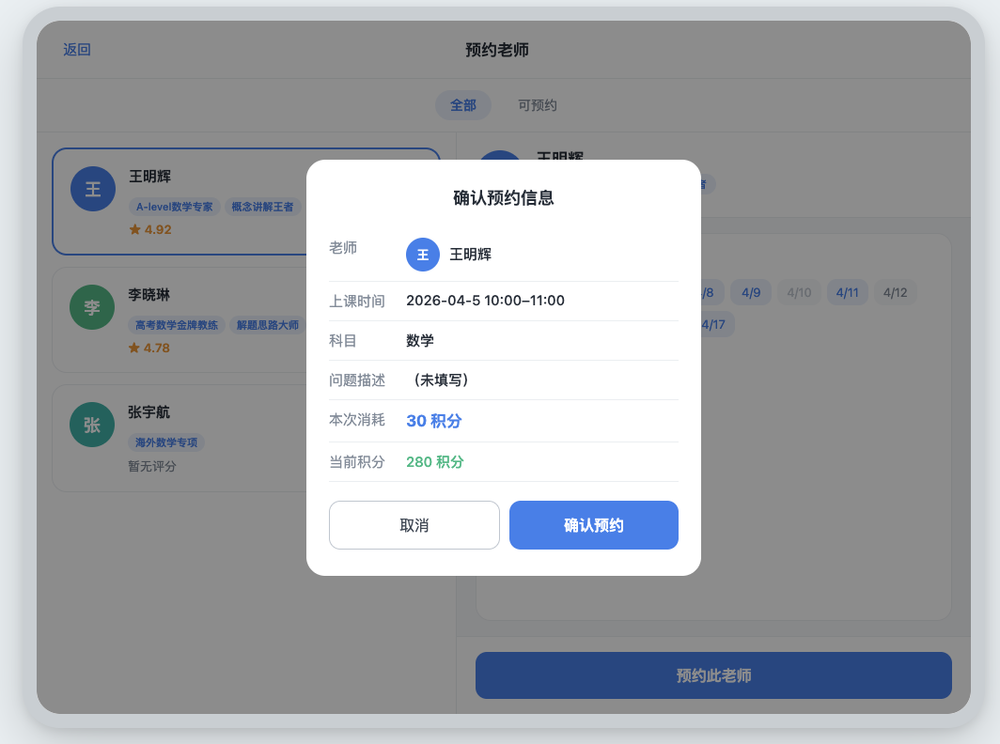 返回
预约老师
全部
可预约
王
王明辉
A-level数学专家
概念讲解王者
4.92
李
李晓琳
高考数学金牌教练
解题思路大师
4.78
张
张宇航
海外数学专项
暂无评分
王明辉
者
/8
4/9
4/10
4/11
4/12
4/17
预约此老师
确认预约信息
老师
王
王明辉
上课时间
2026-04-5 10:00–11:00
科目
数学
问题描述
（未填写）
本次消耗
30 积分
当前积分
280 积分
取消
确认预约